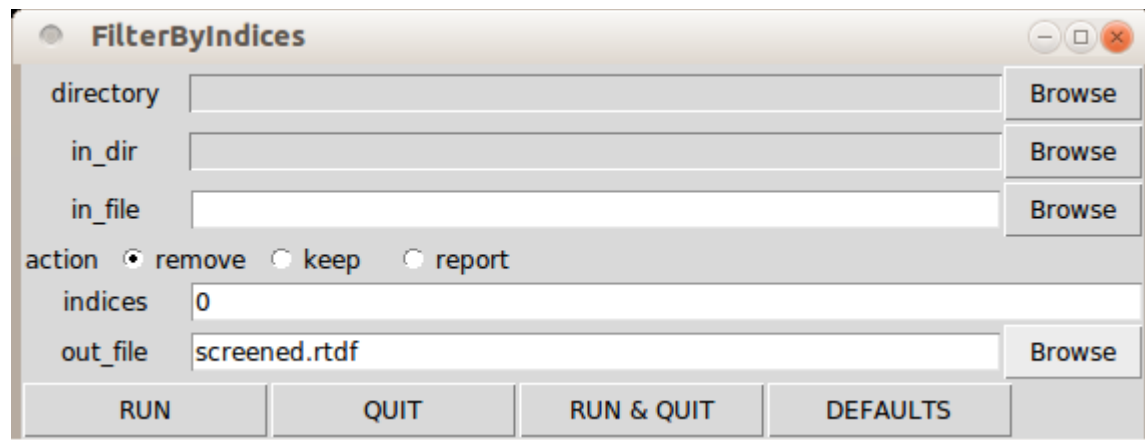 FilterByIndices
directory Browse
in_dir Browse
in_file Browse
action remove keep report
indices 0
out_file screened.rtdf Browse
RUN QUIT RUN & QUIT DEFAULTS